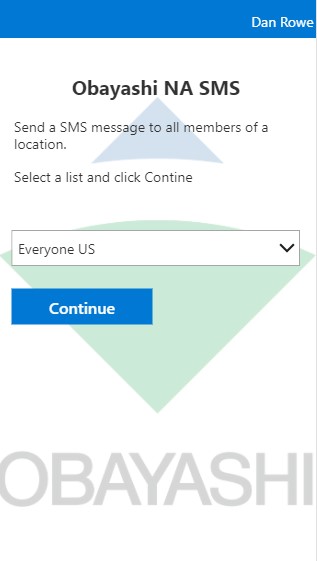 Dan Rowe
Obayashi NA SMS
Send a SMS message to all members of a
location.
Select a list and click Contine
Everyone US
Continue
OBAYASHI